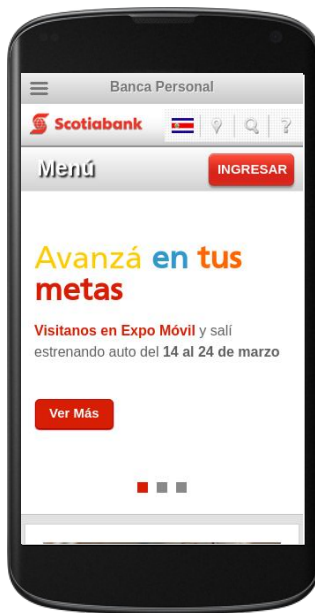 Banca Personal
Scotiabank
?
Menú
INGRESAR
Avanzá en tus
metas
Visitanos en Expo Móvil y salí
estrenando auto del 14 al 24 de marzo
Ver Más